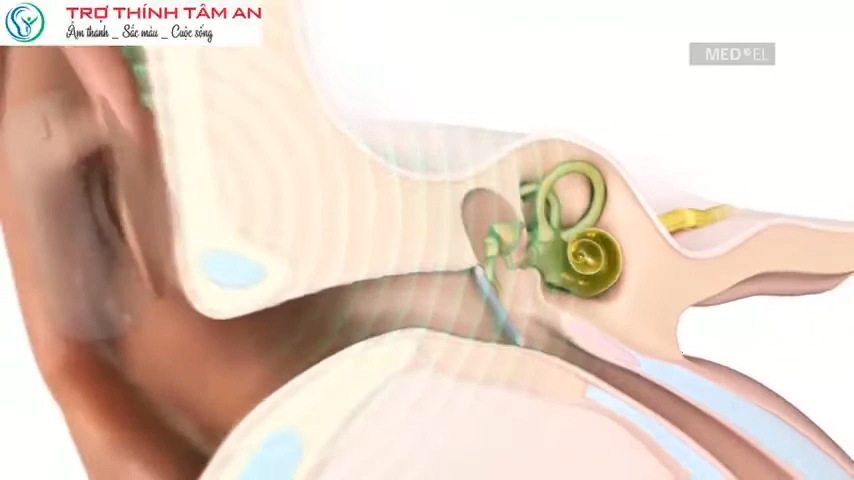 TRỢ THÍNH TÂM AN
Âm thanh _ Sắc màu _ Cuộc sống
MED EL